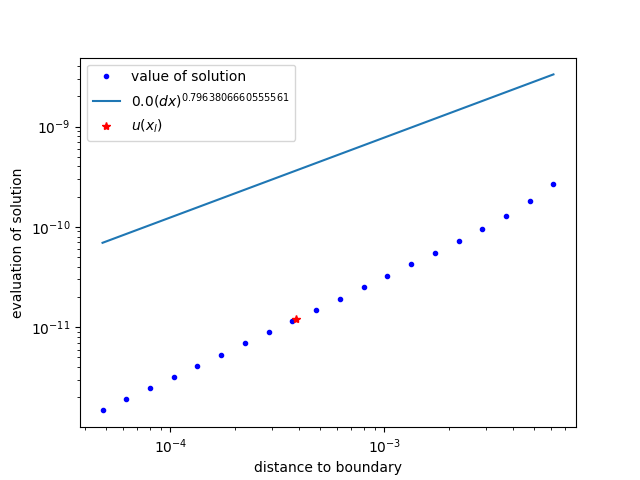 value of solution
0.0(dx)^0.7963806660555561
u(x_l)
evaluation of solution
10^-9
10^-10
10^-11
10^-4
10^-3
distance to boundary